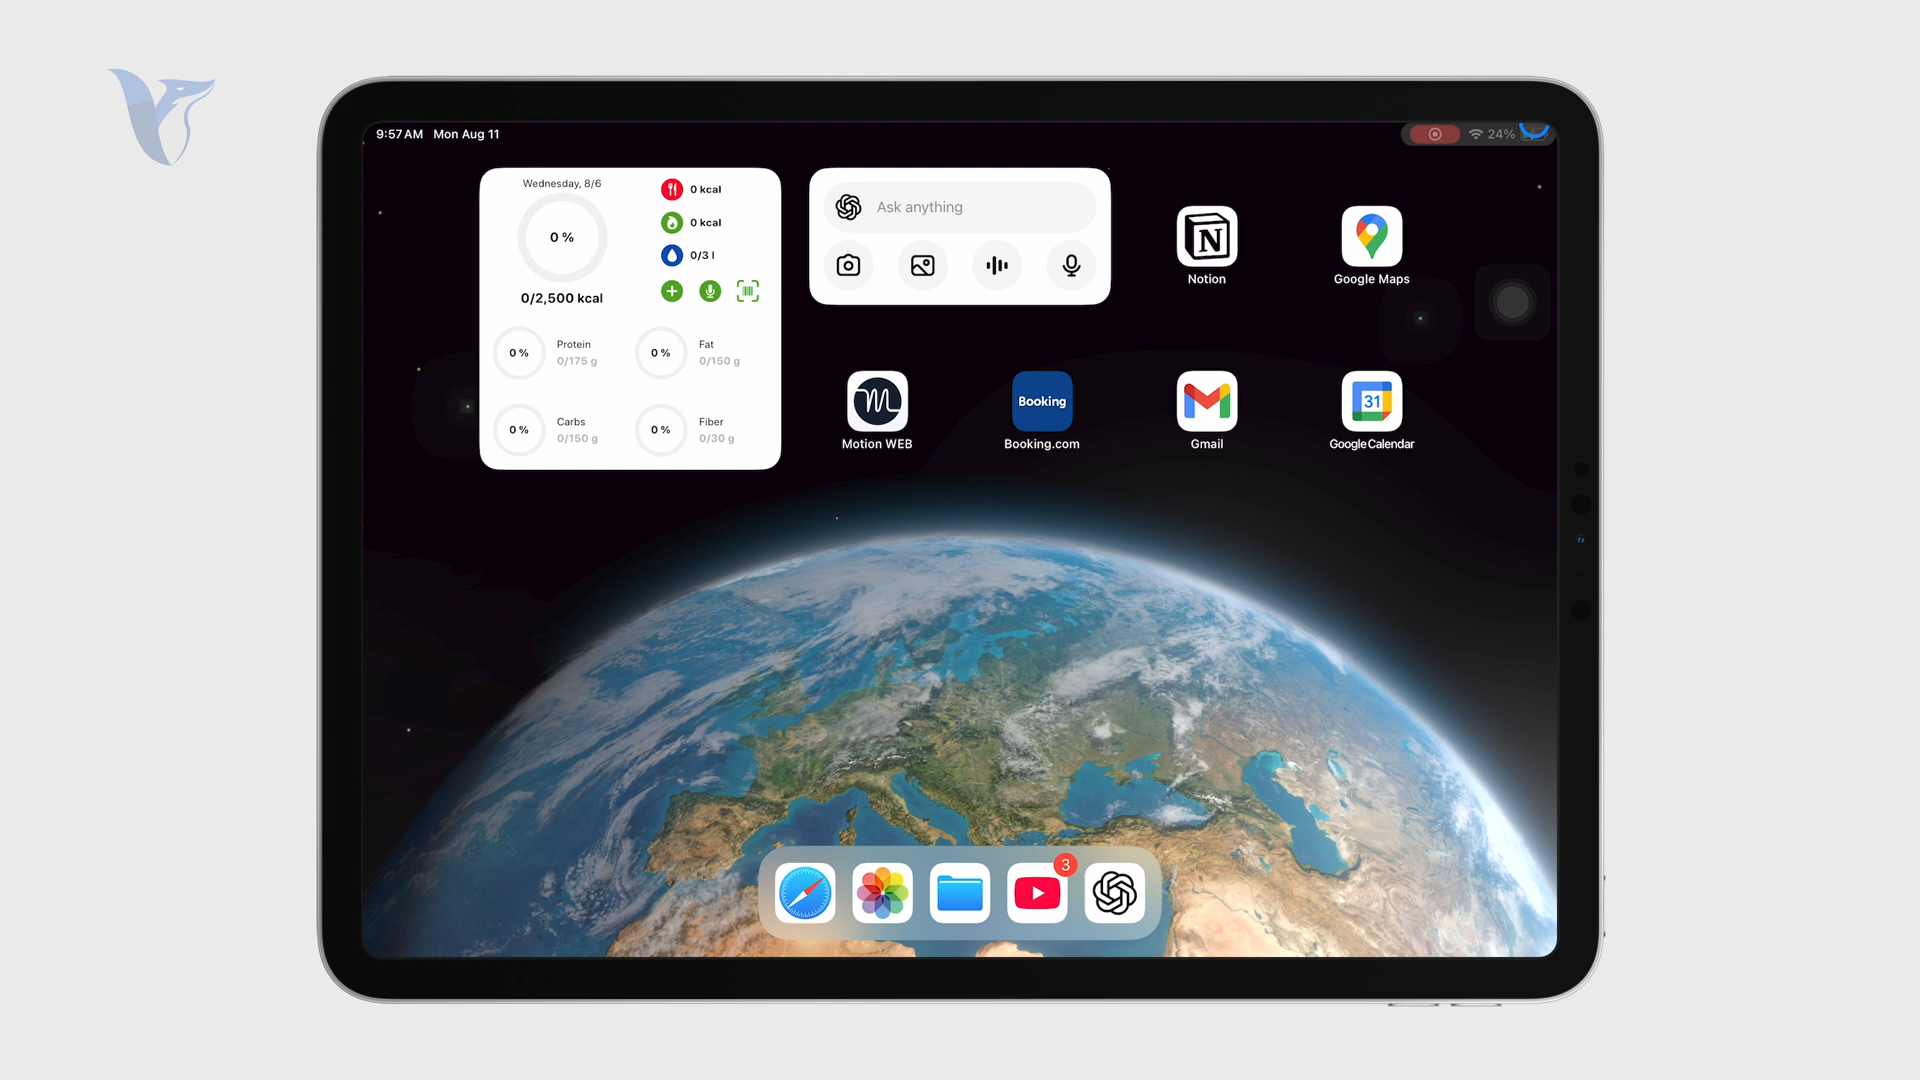 9:57 AM Mon Aug 11
24%
Wednesday, 8/6
0 %
0/2,500 kcal
0 kcal
0 kcal
0/3 l
0 %
Protein
0/175 g
0 %
Fat
0/150 g
0 %
Carbs
0/150 g
0 %
Fiber
0/30 g
Ask anything
N
Notion
Google Maps
Motion WEB
Booking
Booking.com
Gmail
31
Google Calendar
3